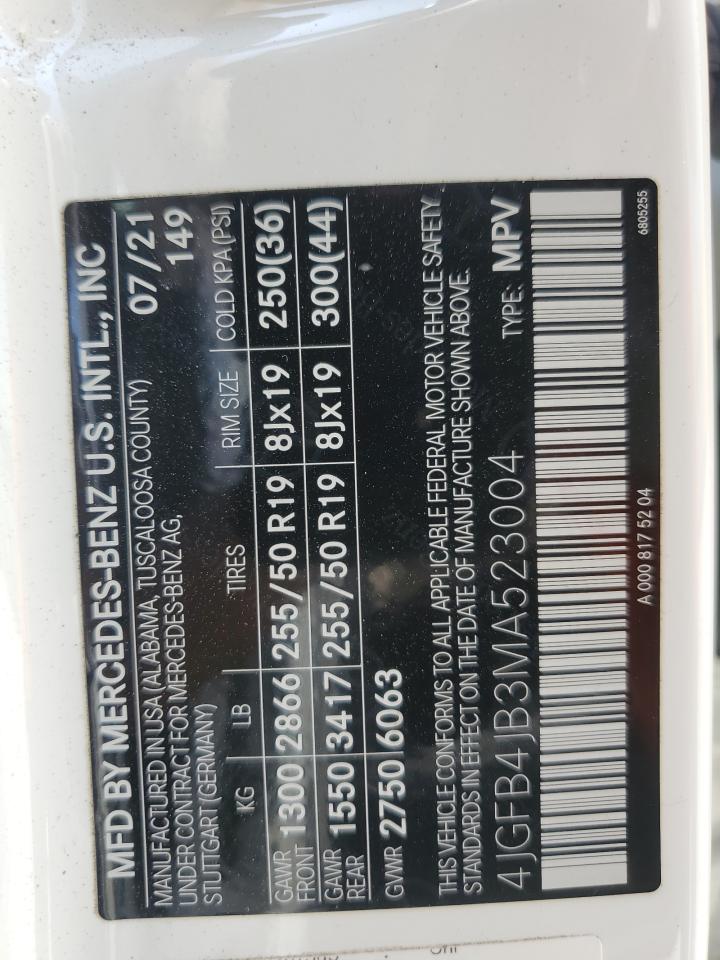 MFD BY MERCEDES-BENZ U.S. INTL., INC
MANUFACTURED IN USA (ALABAMA, TUSCALOOSA COUNTY) 07/21
UNDER CONTRACT FOR MERCEDES-BENZ AG, 149
STUTTGART (GERMANY)
KG LB TIRES RIM SIZE COLD KPA (PSI)
GAWR FRONT 1300 2866 255/50 R19 8Jx19 250(36)
GAWR REAR 1550 3417 255/50 R19 8Jx19 300(44)
GVWR 2750 6063
THIS VEHICLE CONFORMS TO ALL APPLICABLE FEDERAL MOTOR VEHICLE SAFETY
STANDARDS IN EFFECT ON THE DATE OF MANUFACTURE SHOWN ABOVE.
4JGFB4JB3MA523004 TYPE: MPV
A 000 817 52 04 6805255